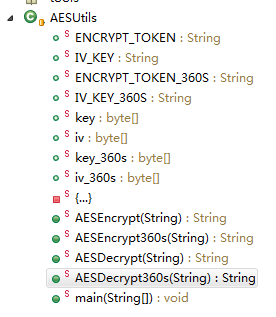 tools
AESUtils
S ENCRYPT_TOKEN : String
S IV_KEY : String
S ENCRYPT_TOKEN_360S : String
S IV_KEY_360S : String
S key : byte[]
S iv : byte[]
S key_360s : byte[]
S iv_360s : byte[]
S {...}
S AESEncrypt(String) : String
S AESEncrypt360s(String) : String
S AESDecrypt(String) : String
S AESDecrypt360s(String) : String
S main(String[]) : void